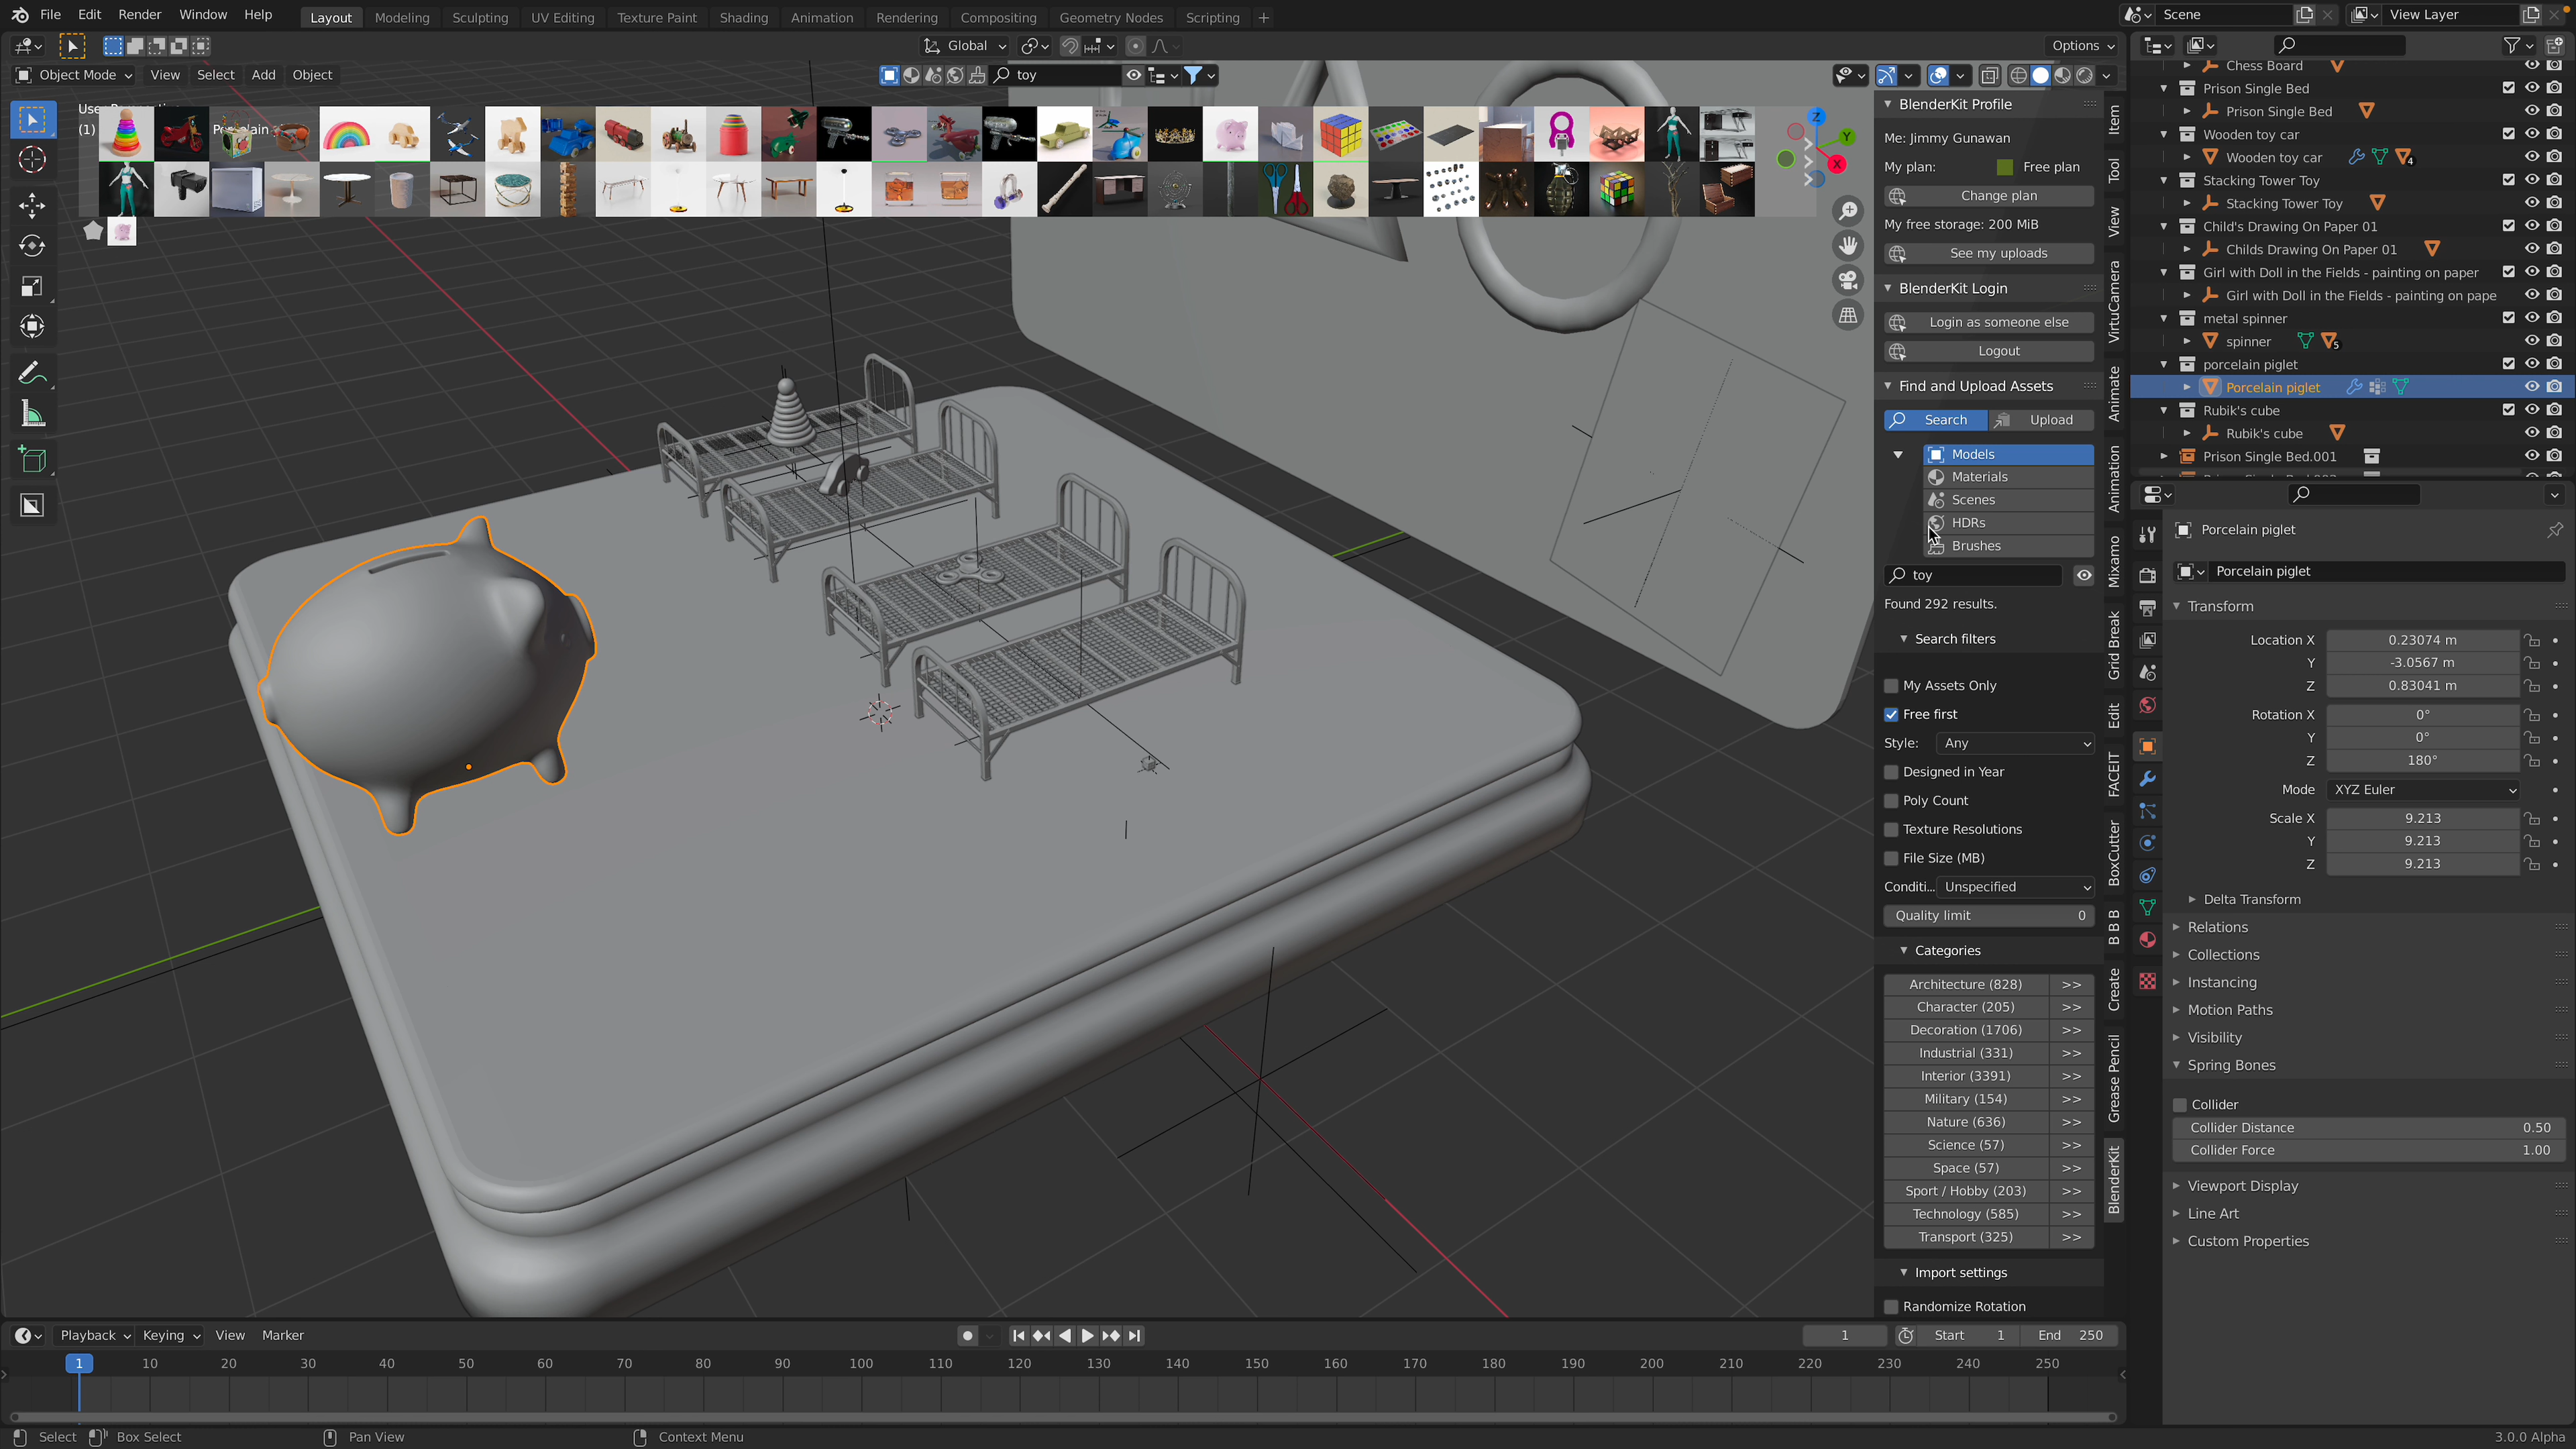 File Edit Render Window Help Layout Modeling Sculpting UV Editing Texture Paint Shading Animation Rendering Compositing Geometry Nodes Scripting + Scene View Layer
Global Options
Object Mode View Select Add Object toy
(1) Porcelain
Z
Y
X
BlenderKit Profile
Me: Jimmy Gunawan
My plan: Free plan
Change plan
My free storage: 200 MiB
See my uploads
BlenderKit Login
Login as someone else
Logout
Find and Upload Assets
Search Upload
Models
Materials
Scenes
HDRs
Brushes
toy
Found 292 results.
Search filters
My Assets Only
Free first
Style: Any
Designed in Year
Poly Count
Texture Resolutions
File Size (MB)
Conditi... Unspecified
Quality limit 0
Categories
Architecture (828) >>
Character (205) >>
Decoration (1706) >>
Industrial (331) >>
Interior (3391) >>
Military (154) >>
Nature (636) >>
Science (57) >>
Space (57) >>
Sport / Hobby (203) >>
Technology (585) >>
Transport (325) >>
Import settings
Randomize Rotation
Item
Tool
View
VirtuCamera
Animate
Animation
Mixamo
Grid Break
Edit
FACEIT
BoxCutter
B B B
Create
Grease Pencil
BlenderKit
Chess Board
Prison Single Bed
Prison Single Bed
Wooden toy car
Wooden toy car 4
Stacking Tower Toy
Stacking Tower Toy
Child's Drawing On Paper 01
Childs Drawing On Paper 01
Girl with Doll in the Fields - painting on paper
Girl with Doll in the Fields - painting on pape
metal spinner
spinner 5
porcelain piglet
Porcelain piglet
Rubik's cube
Rubik's cube
Prison Single Bed.001
Porcelain piglet
Porcelain piglet
Transform
Location X 0.23074 m
Y -3.0567 m
Z 0.83041 m
Rotation X 0°
Y 0°
Z 180°
Mode XYZ Euler
Scale X 9.213
Y 9.213
Z 9.213
Delta Transform
Relations
Collections
Instancing
Motion Paths
Visibility
Spring Bones
Collider
Collider Distance 0.50
Collider Force 1.00
Viewport Display
Line Art
Custom Properties
Playback Keying View Marker 1 Start 1 End 250
1 10 20 30 40 50 60 70 80 90 100 110 120 130 140 150 160 170 180 190 200 210 220 230 240 250
Select Box Select Pan View Context Menu 3.0.0 Alpha